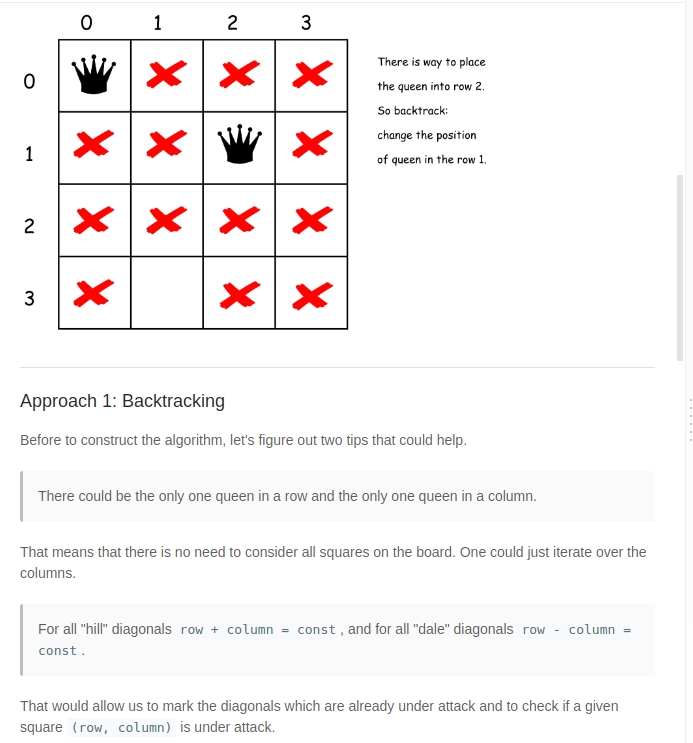 0 1 2 3
0
There is way to place
the queen into row 2.
So backtrack:
1
change the position
of queen in the row 1.
2
3
Approach 1: Backtracking
Before to construct the algorithm, let's figure out two tips that could help.
There could be the only one queen in a row and the only one queen in a column.
That means that there is no need to consider all squares on the board. One could just iterate over the
columns.
For all "hill" diagonals row + column = const, and for all "dale" diagonals row - column =
const.
That would allow us to mark the diagonals which are already under attack and to check if a given
square (row, column) is under attack.